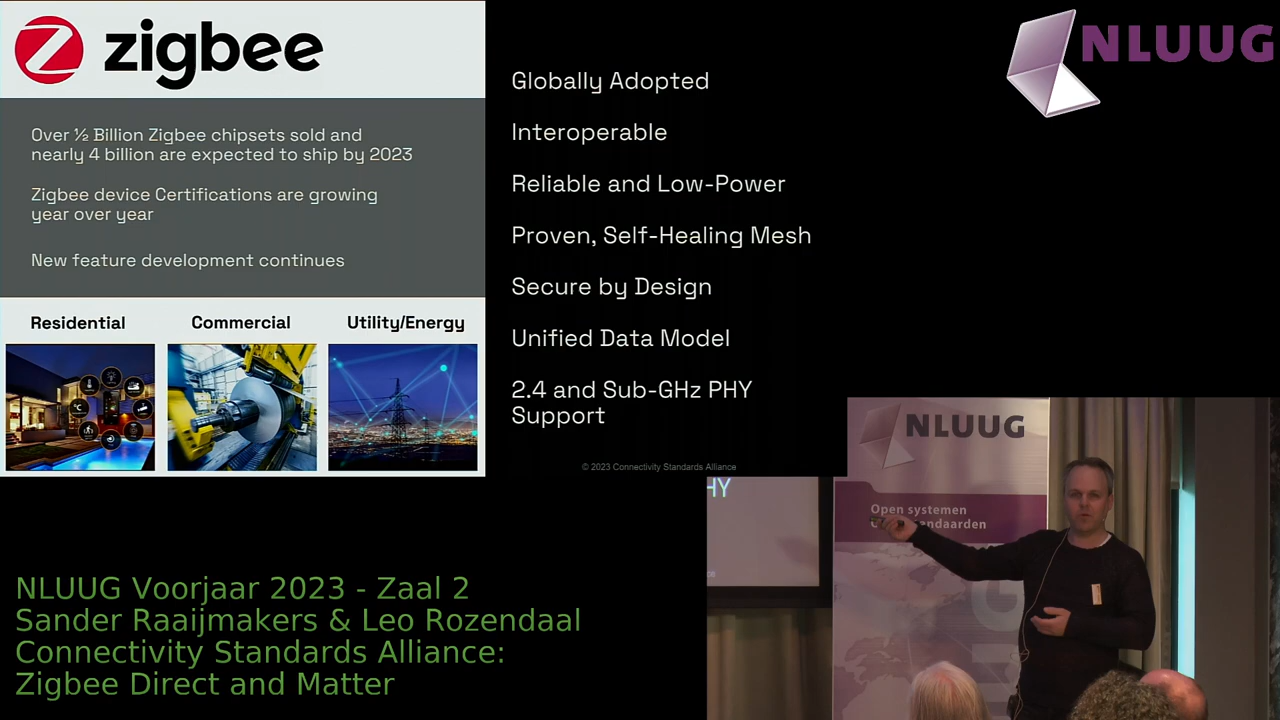 zigbee
Over ½ Billion Zigbee chipsets sold and
nearly 4 billion are expected to ship by 2023
Zigbee device Certifications are growing
year over year
New feature development continues
Residential
Commercial
Utility/Energy
°C
Globally Adopted
Interoperable
Reliable and Low-Power
Proven, Self-Healing Mesh
Secure by Design
Unified Data Model
2.4 and Sub-GHz PHY
Support
© 2023 Connectivity Standards Alliance
NLUUG
NLUUG
Open systemen
HY
NLUUG Voorjaar 2023 - Zaal 2
Sander Raaijmakers & Leo Rozendaal
Connectivity Standards Alliance:
Zigbee Direct and Matter